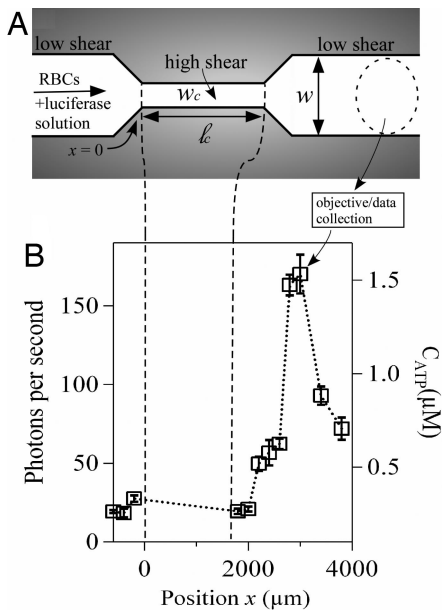 A
low shear
low shear
high shear
RBCs
+luciferase
solution
w_c
w
x = 0
ℓ_c
objective/data
collection
B
Photons per second
150
100
50
0
1.5
1.0
0.5
C_ATP(μM)
0
2000
4000
Position x (μm)